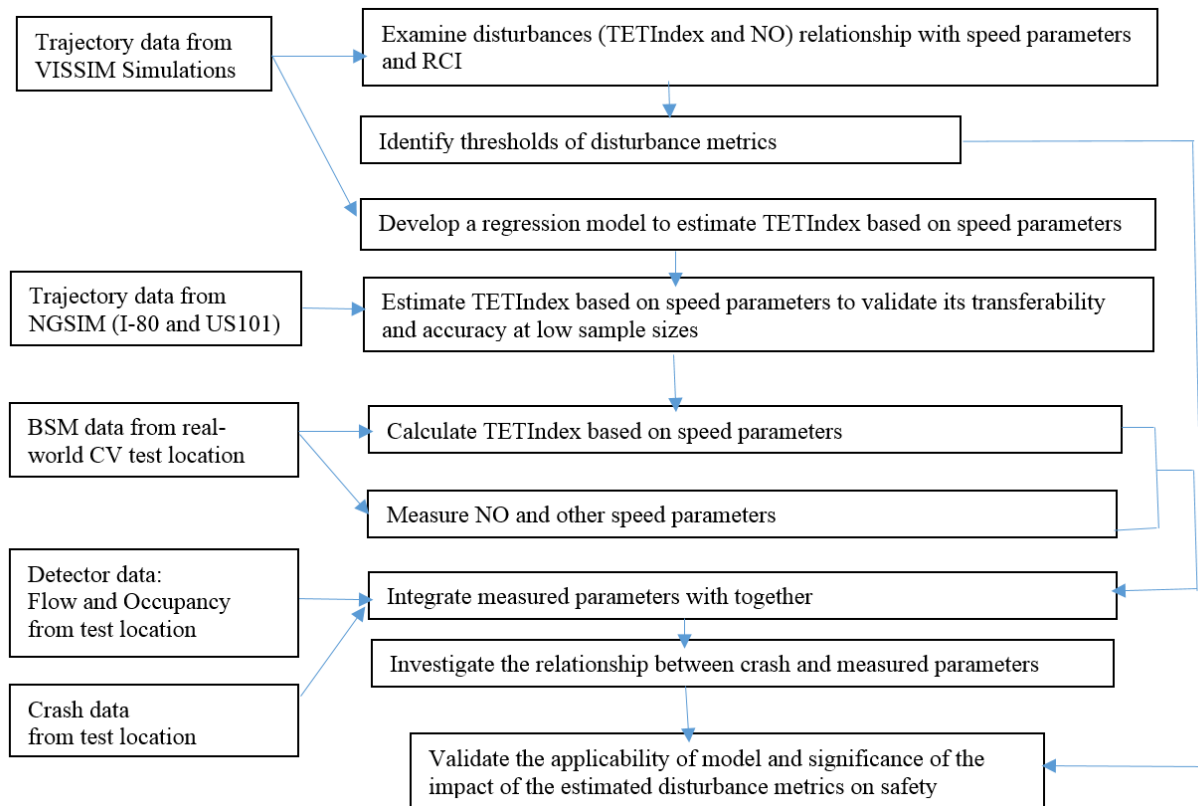 Trajectory data from
VISSIM Simulations
Examine disturbances (TETIndex and NO) relationship with speed parameters
and RCI
Identify thresholds of disturbance metrics
Develop a regression model to estimate TETIndex based on speed parameters
Trajectory data from
NGSIM (I-80 and US101)
Estimate TETIndex based on speed parameters to validate its transferability
and accuracy at low sample sizes
BSM data from real-
world CV test location
Calculate TETIndex based on speed parameters
Measure NO and other speed parameters
Detector data:
Flow and Occupancy
from test location
Integrate measured parameters with together
Investigate the relationship between crash and measured parameters
Crash data
from test location
Validate the applicability of model and significance of the
impact of the estimated disturbance metrics on safety